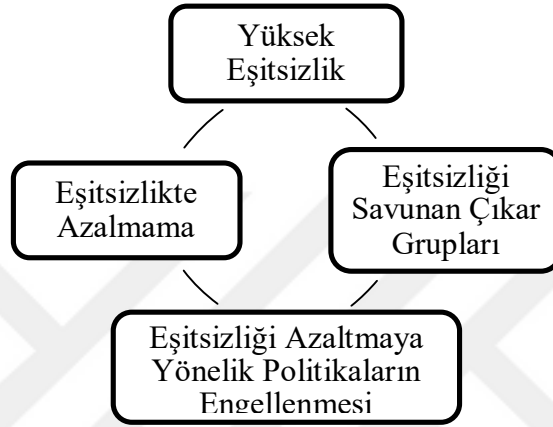 Yüksek
Eşitsizlik
Eşitsizliği
Savunan Çıkar
Grupları
Eşitsizliği Azaltmaya
Yönelik Politikaların
Engellenmesi
Eşitsizlikte
Azalmama